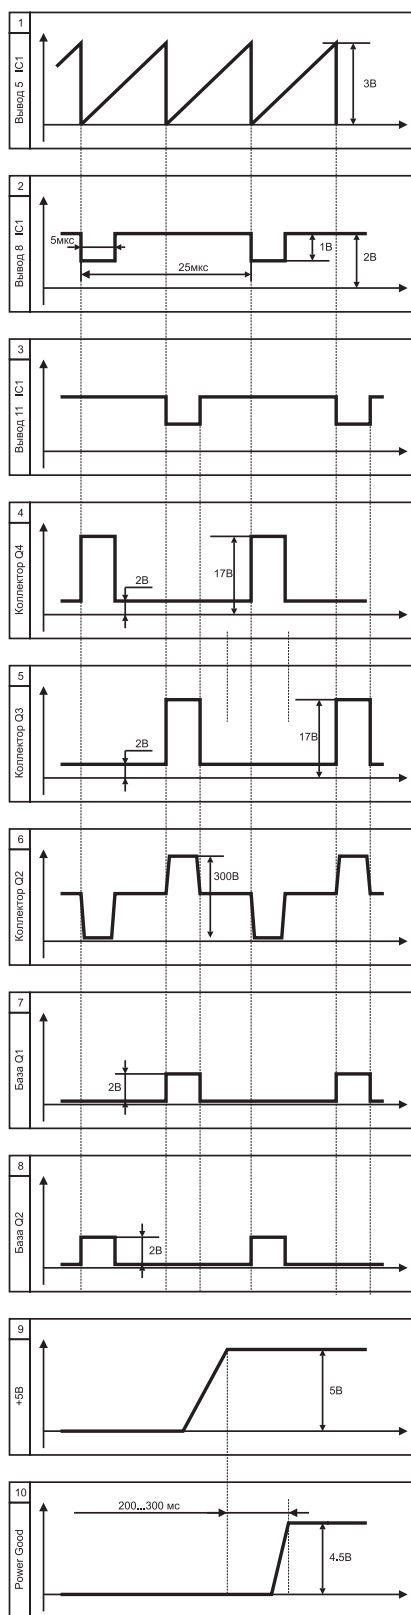 1
Вывод 5 IC1
3В
2
Вывод 8 IC1
5мкс
25мкс
1В
2В
3
Вывод 11 IC1
4
Коллектор Q4
2В
17В
5
Коллектор Q3
2В
17В
6
Коллектор Q2
300В
7
База Q1
2В
8
База Q2
2В
9
+5В
5В
10
Power Good
200...300 мс
4.5В